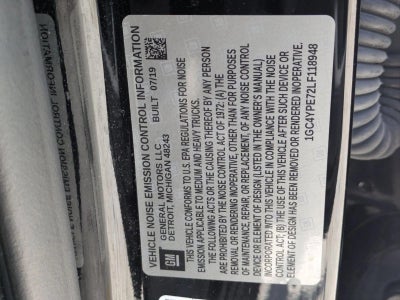 VEHICLE NOISE EMISSION CONTROL INFORMATION
GENERAL MOTORS LLC BUILT 07/19
DETROIT, MICHIGAN 48243
GM
THIS VEHICLE CONFORMS TO U.S. EPA REGULATIONS FOR NOISE
EMISSION APPLICABLE TO MEDIUM AND HEAVY TRUCKS.
THE FOLLOWING ACTS OR THE CAUSING THEREOF BY ANY PERSON
ARE PROHIBITED BY THE NOISE CONTROL ACT OF 1972: (A) THE
REMOVAL OR RENDERING INOPERATIVE, OTHER THAN FOR PURPOSES
OF MAINTENANCE, REPAIR, OR REPLACEMENT, OF ANY NOISE CONTROL
DEVICE OR ELEMENT OF DESIGN (LISTED IN THE OWNER'S MANUAL)
INCORPORATED INTO THIS VEHICLE IN COMPLIANCE WITH THE NOISE
CONTROL ACT; (B) THE USE OF THIS VEHICLE AFTER SUCH DEVICE OR
ELEMENT OF DESIGN HAS BEEN REMOVED OR RENDERED INOPERATIVE.
1GC4YPE72LF118948